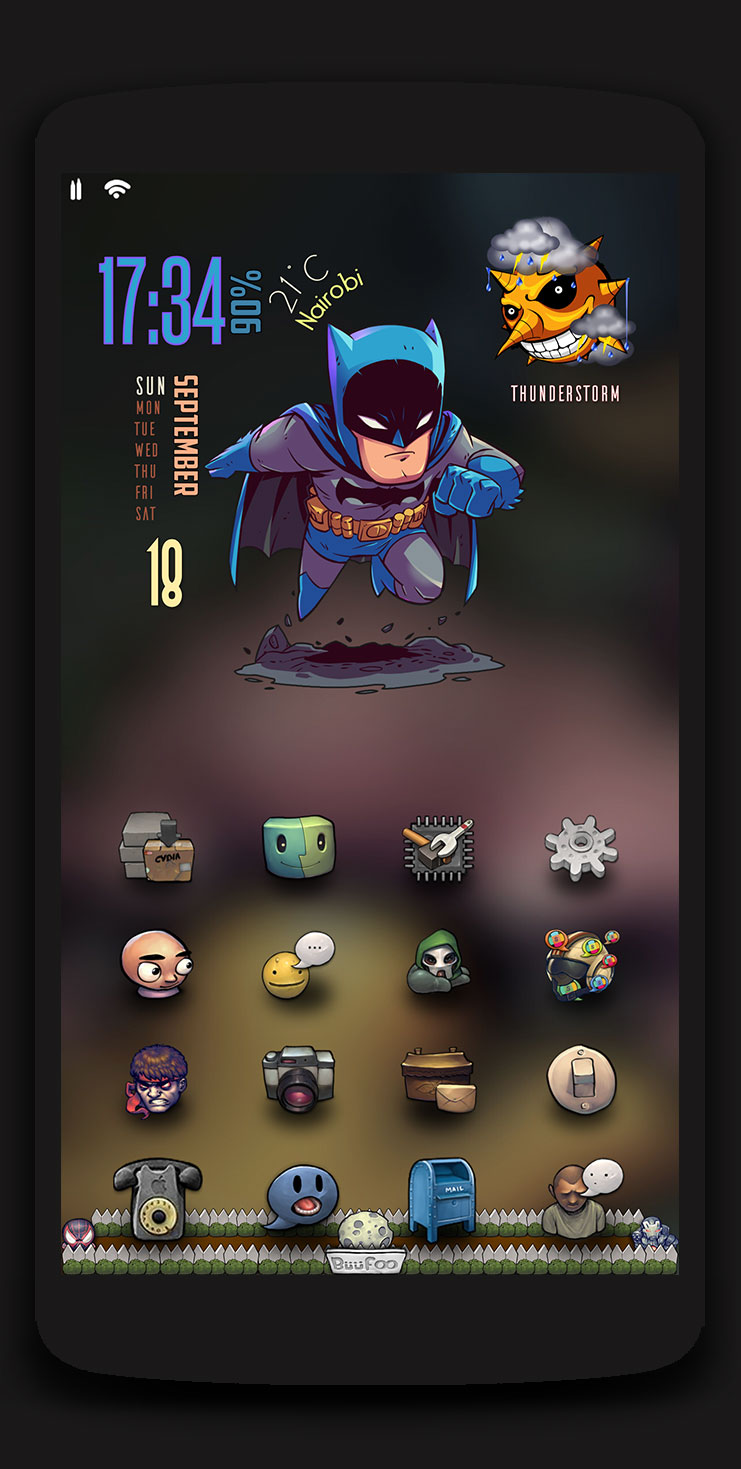 17:34
90%
21° C
Nairobi
THUNDERSTORM
SUN
MON
TUE
WED
THU
FRI
SAT
SEPTEMBER
18
CYDIA
MAIL
BüüFoo